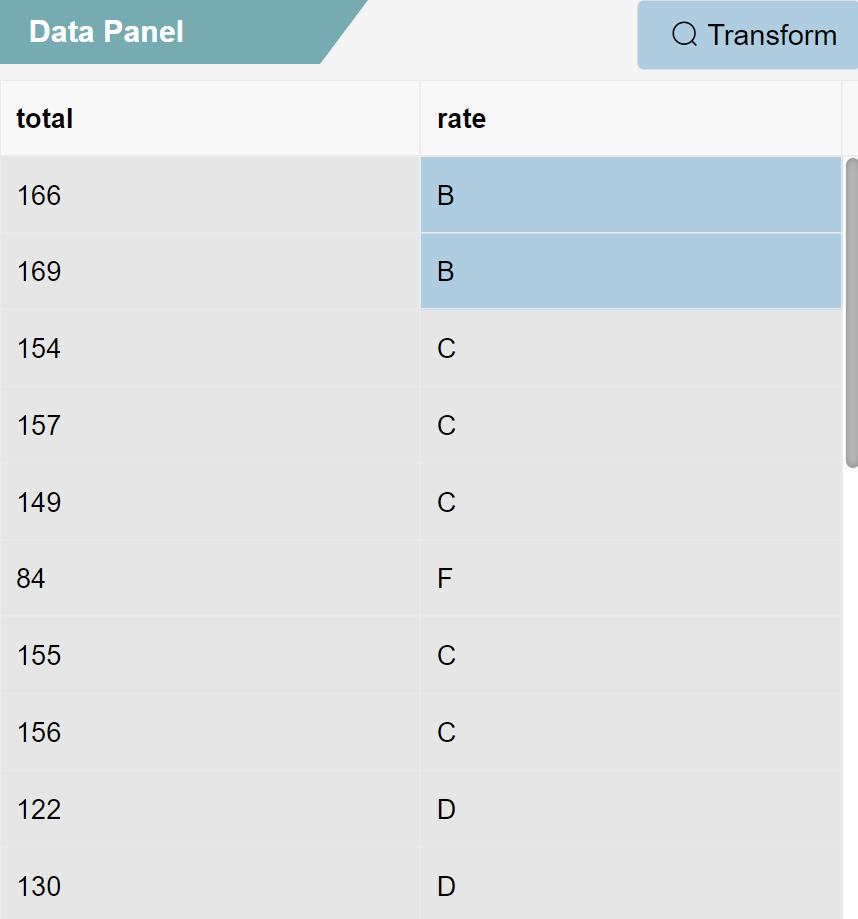 Data Panel
Transform
total rate
166 B
169 B
154 C
157 C
149 C
84 F
155 C
156 C
122 D
130 D